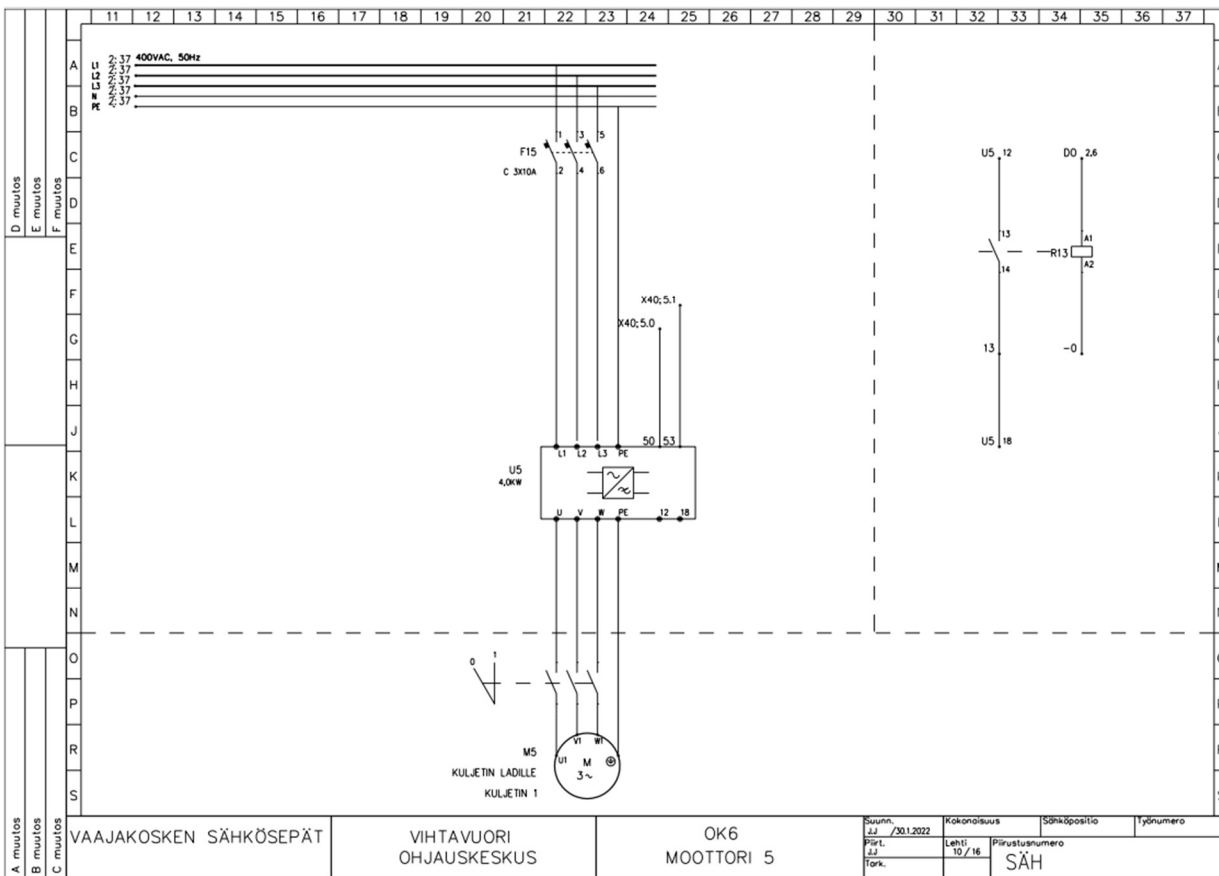 11 12 13 14 15 16 17 18 19 20 21 22 23 24 25 26 27 28 29 30 31 32 33 34 35 36 37
A
B
C
D
E
F
G
H
J
K
L
M
N
O
P
R
S
D muutos
E muutos
F muutos
A muutos
B muutos
C muutos
400VAC, 50Hz
L1 2:37
L2 2:37
L3 2:37
N 2:37
PE
1 3 5
F15
C 3X10A
2 4 6
X40;5.1
X40;5.0
50 53
L1 L2 L3 PE
U5
4,0KW
U V W PE 12 18
0 1
M5
V1 W1
U1 M
3~
KULJETIN LADILLE
KULJETIN 1
U5 12
DO 2,6
13
14
R13
A1
A2
13
-0
U5 18
VAAJAKOSKEN SÄHKÖSEPÄT
VIHTAVUORI
OHJAUSKESKUS
OK6
MOOTTORI 5
Suunn.
J.J /30.1.2022
Kokonaisuus
Sähköpositio
Työnumero
Piirt.
J.J
Lehti
10 / 16
Piirustusnumero
SÄH
Tark.